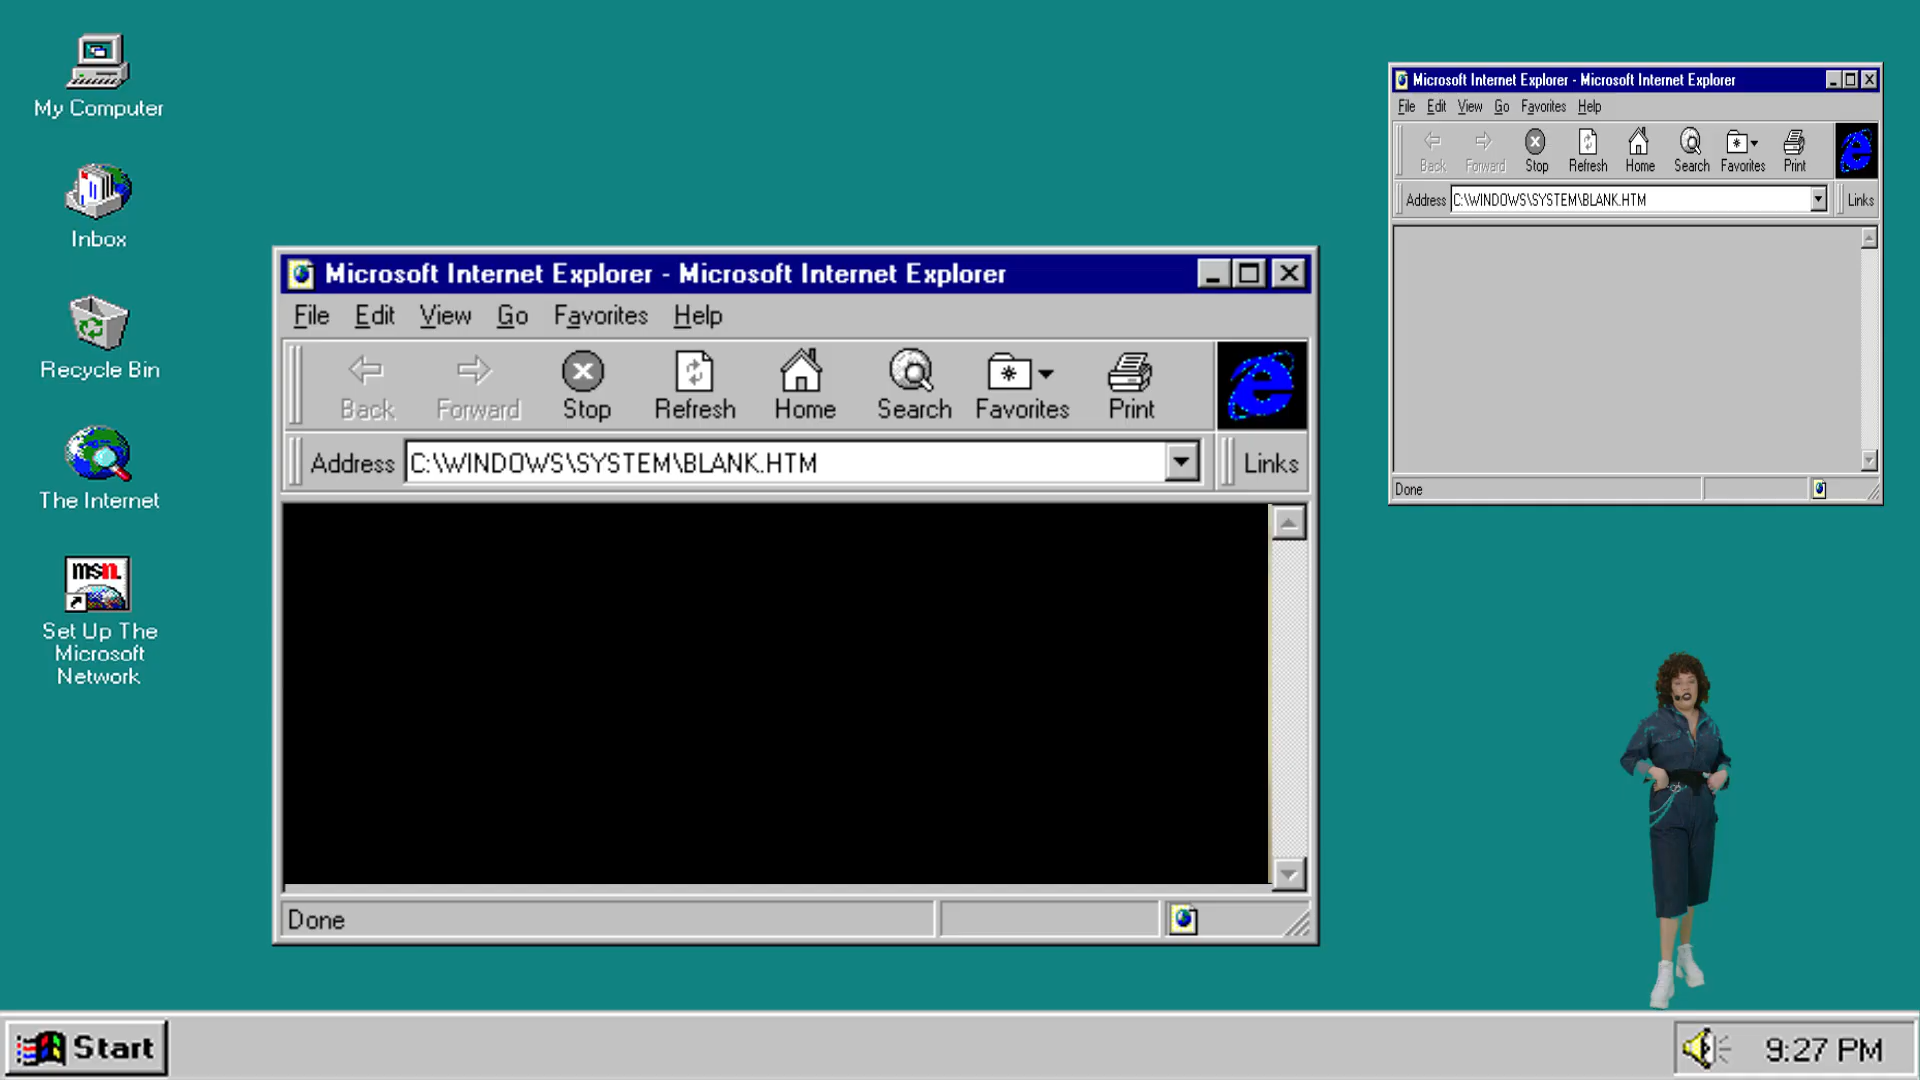 My Computer
Inbox
Recycle Bin
The Internet
msn.
Set Up The
Microsoft
Network
Microsoft Internet Explorer - Microsoft Internet Explorer
File Edit View Go Favorites Help
Back Forward Stop Refresh Home Search Favorites Print
Address C:\WINDOWS\SYSTEM\BLANK.HTM Links
Done
Microsoft Internet Explorer - Microsoft Internet Explorer
File Edit View Go Favorites Help
Back Forward Stop Refresh Home Search Favorites Print
Address C:\WINDOWS\SYSTEM\BLANK.HTM Links
Done
Start
9:27 PM